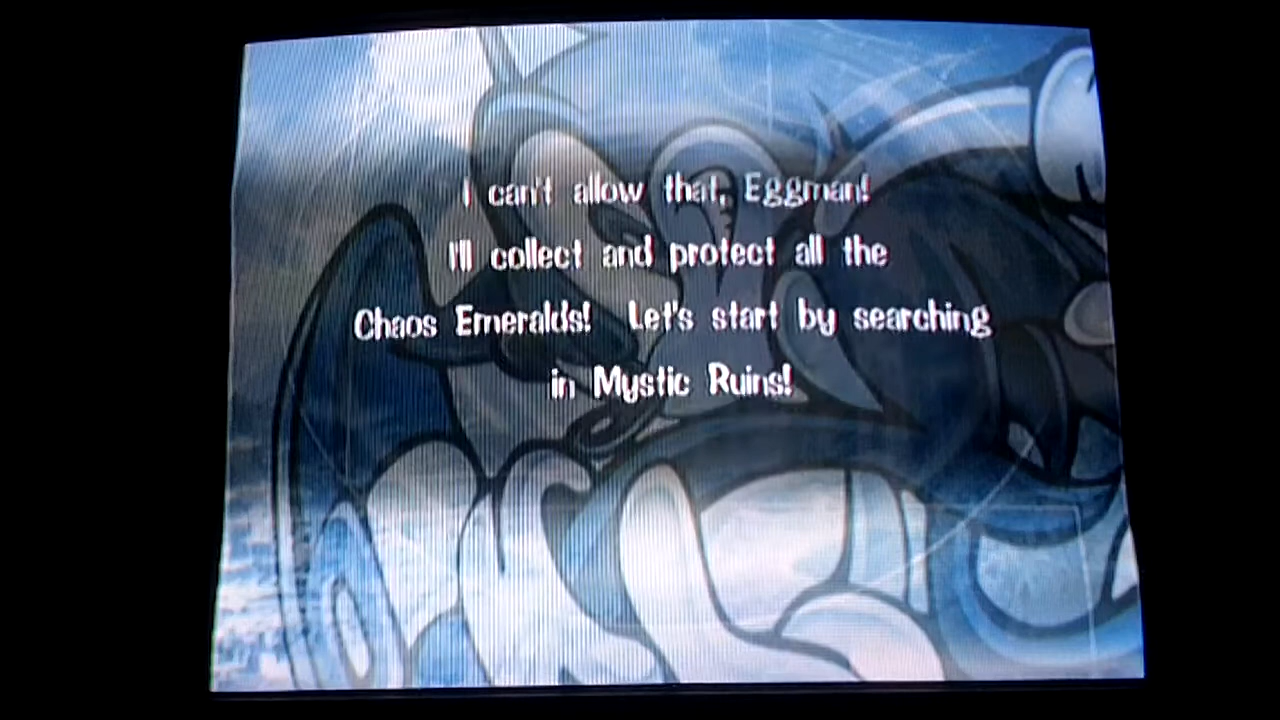 I can't allow that, Eggman!
I'll collect and protect all the
Chaos Emeralds! Let's start by searching
in Mystic Ruins!